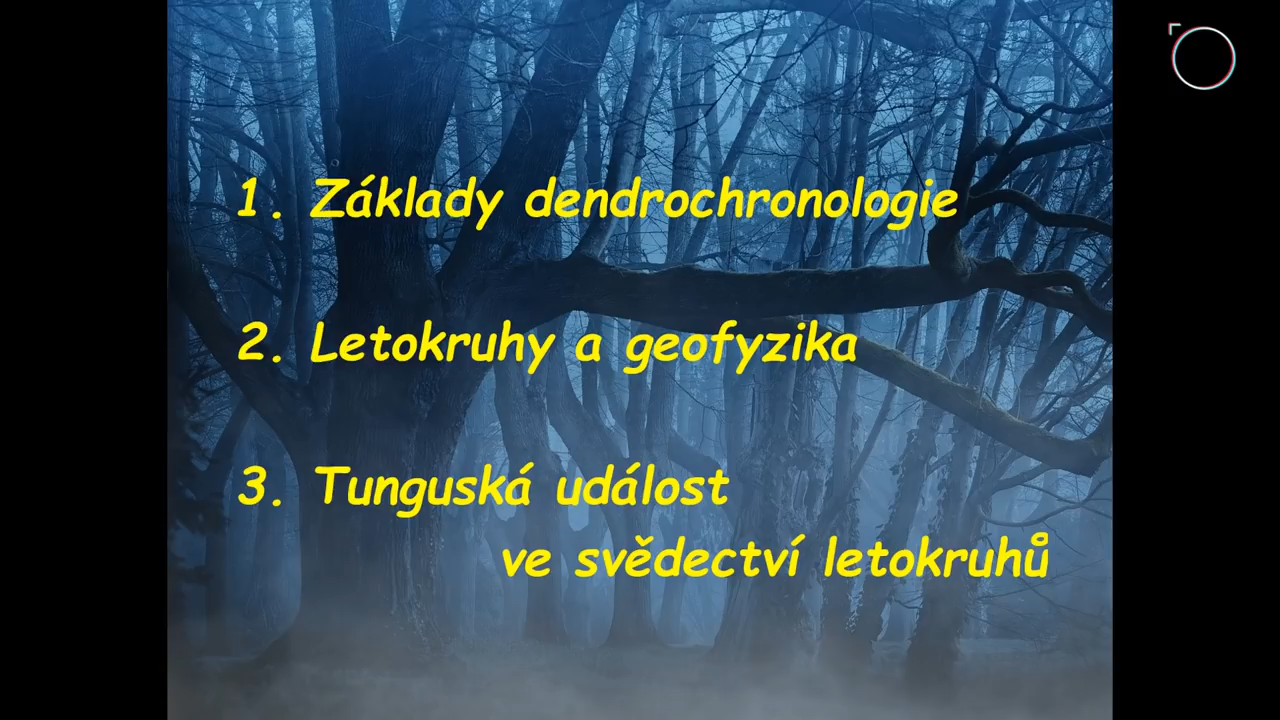 1. Základy dendrochronologie
2. Letokruhy a geofyzika
3. Tunguská událost
ve svědectví letokruhů